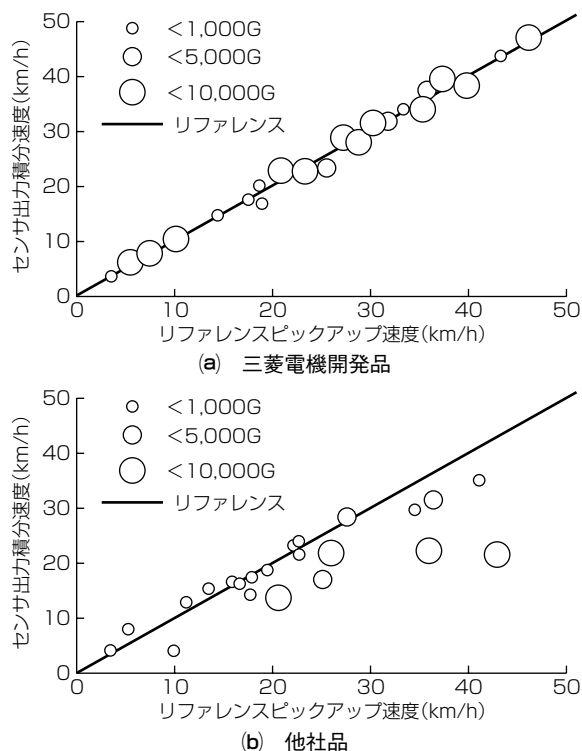 50
40
30
20
10
0
センサ出力積分速度(km/h)
<1,000G
<5,000G
<10,000G
リファレンス
0 10 20 30 40 50
リファレンスピックアップ速度(km/h)
(a) 三菱電機開発品
50
40
30
20
10
0
センサ出力積分速度(km/h)
<1,000G
<5,000G
<10,000G
リファレンス
0 10 20 30 40 50
リファレンスピックアップ速度(km/h)
(b) 他社品